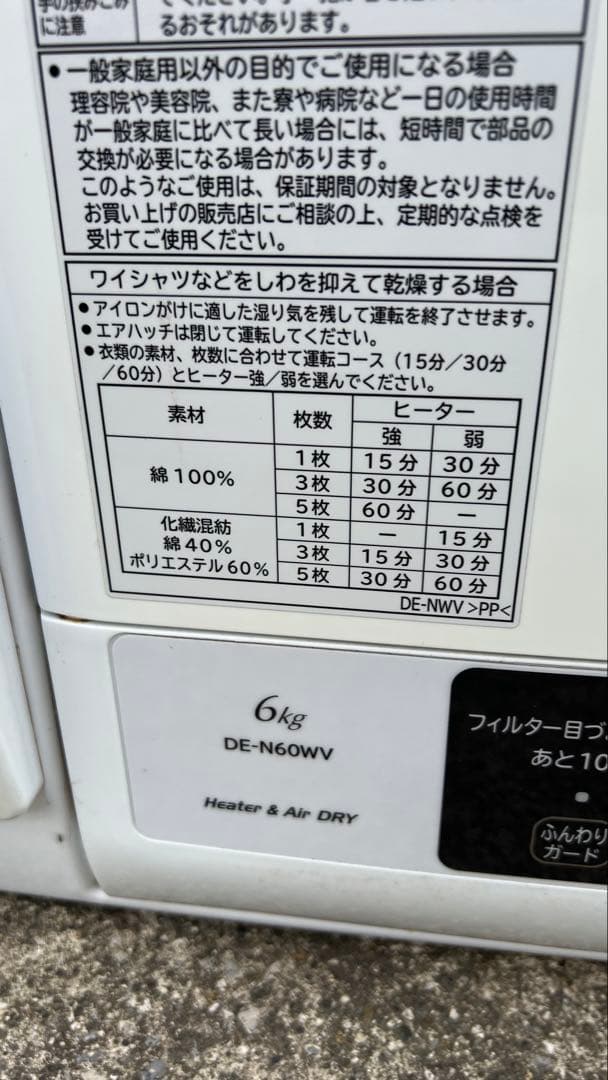 手の挟みこみ
に注意
るおそれがあります。
●一般家庭用以外の目的でご使用になる場合
理容院や美容院、また寮や病院など一日の使用時間
が一般家庭に比べて長い場合には、短時間で部品の
交換が必要になる場合があります。
このようなご使用は、保証期間の対象となりません。
お買い上げの販売店にご相談の上、定期的な点検を
受けてご使用ください。
ワイシャツなどをしわを抑えて乾燥する場合
●アイロンがけに適した湿り気を残して運転を終了させます。
●エアハッチは閉じて運転してください。
●衣類の素材、枚数に合わせて運転コース（15分／30分
／60分）とヒーター強／弱を選んでください。
素材 枚数 ヒーター
強 弱
綿100% 1枚 15分 30分
3枚 30分 60分
5枚 60分 ー
化繊混紡 綿40% ポリエステル60% 1枚 ー 15分
3枚 15分 30分
5枚 30分 60分
DE-NWV >PP<
6kg
DE-N60WV
Heater & Air DRY
フィルター目づ
あと10
ふんわり
ガード